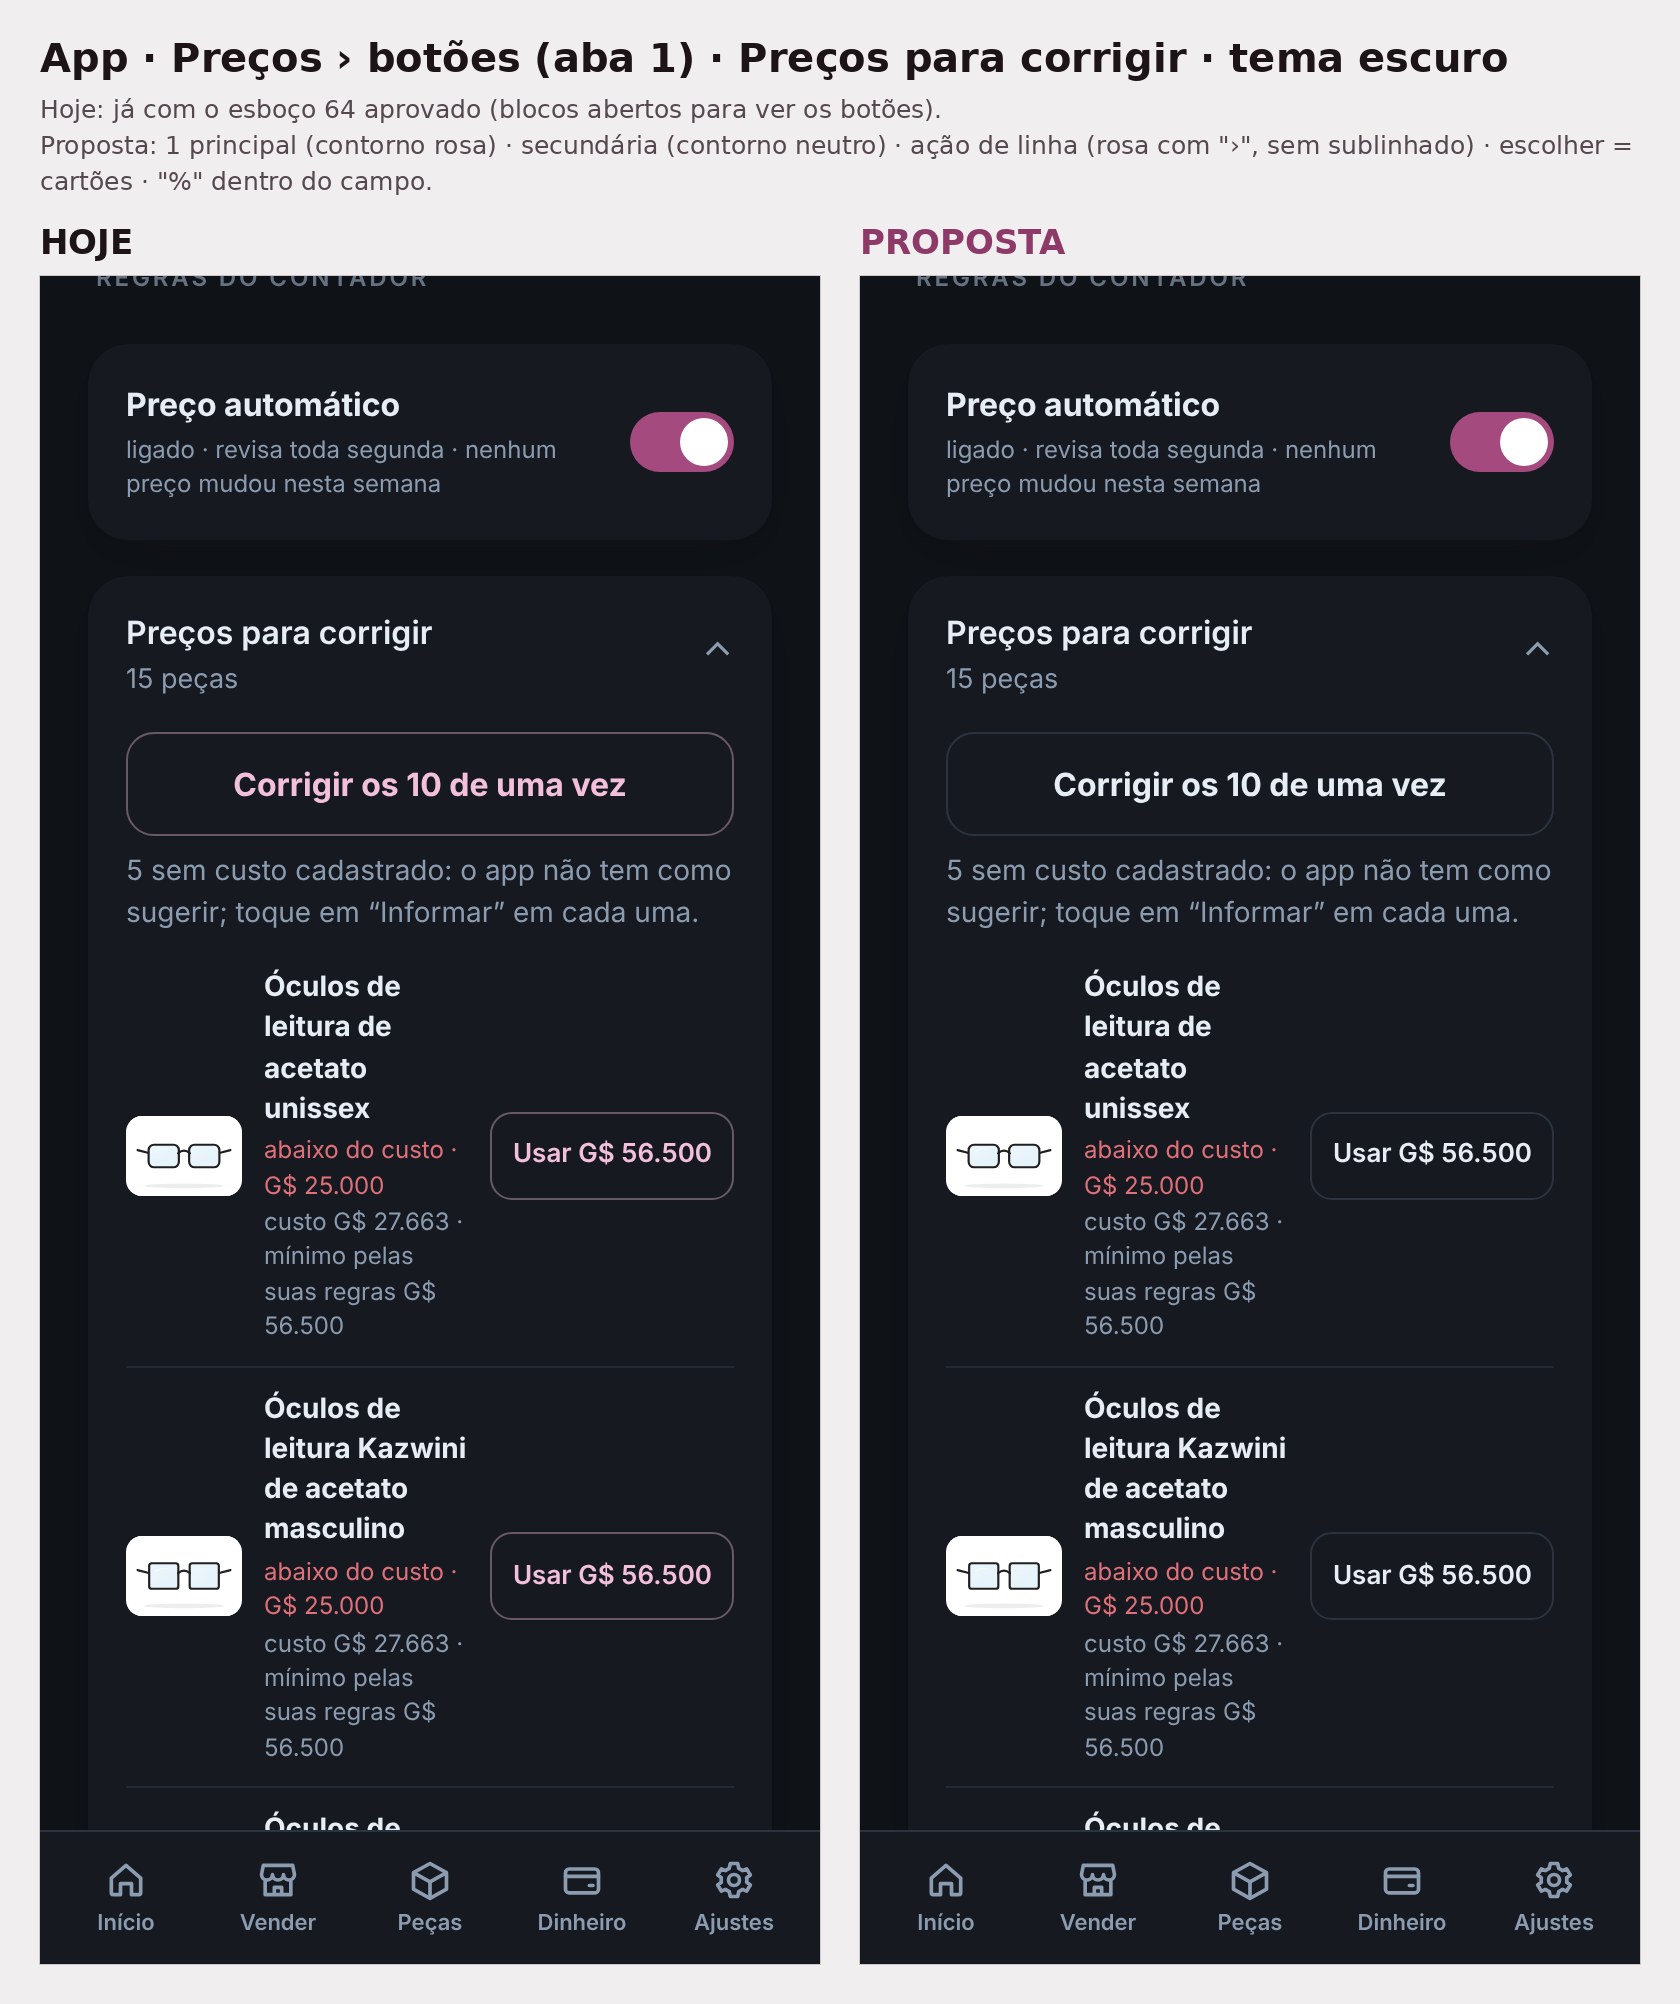 App · Preços › botões (aba 1) · Preços para corrigir · tema escuro
Hoje: já com o esboço 64 aprovado (blocos abertos para ver os botões).
Proposta: 1 principal (contorno rosa) · secundária (contorno neutro) · ação de linha (rosa com "›", sem sublinhado) · escolher =
cartões · "%" dentro do campo.
HOJE
REGRAS DO CONTADOR
Preço automático
ligado · revisa toda segunda · nenhum
preço mudou nesta semana
Preços para corrigir
15 peças
Corrigir os 10 de uma vez
5 sem custo cadastrado: o app não tem como
sugerir; toque em “Informar” em cada uma.
Óculos de
leitura de
acetato
unissex
abaixo do custo ·
G$ 25.000
custo G$ 27.663 ·
mínimo pelas
suas regras G$
56.500
Usar G$ 56.500
Óculos de
leitura Kazwini
de acetato
masculino
abaixo do custo ·
G$ 25.000
custo G$ 27.663 ·
mínimo pelas
suas regras G$
56.500
Usar G$ 56.500
Óculos de
Início
Vender
Peças
Dinheiro
Ajustes
PROPOSTA
REGRAS DO CONTADOR
Preço automático
ligado · revisa toda segunda · nenhum
preço mudou nesta semana
Preços para corrigir
15 peças
Corrigir os 10 de uma vez
5 sem custo cadastrado: o app não tem como
sugerir; toque em “Informar” em cada uma.
Óculos de
leitura de
acetato
unissex
abaixo do custo ·
G$ 25.000
custo G$ 27.663 ·
mínimo pelas
suas regras G$
56.500
Usar G$ 56.500
Óculos de
leitura Kazwini
de acetato
masculino
abaixo do custo ·
G$ 25.000
custo G$ 27.663 ·
mínimo pelas
suas regras G$
56.500
Usar G$ 56.500
Óculos de
Início
Vender
Peças
Dinheiro
Ajustes